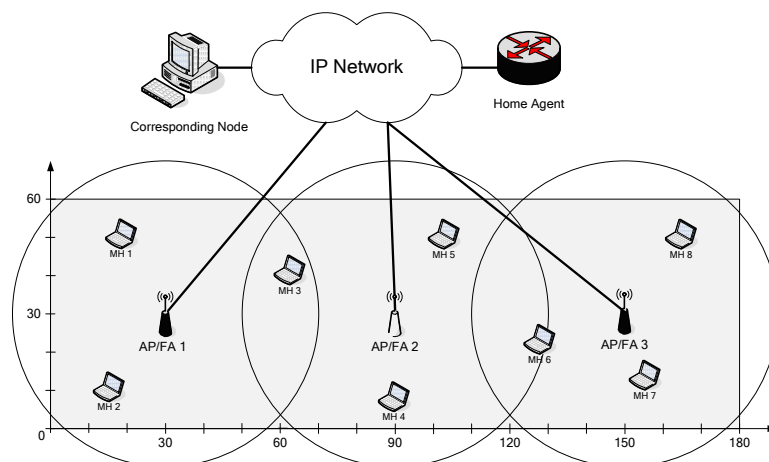 IP Network
Corresponding Node
Home Agent
60
MH 1
MH 5
MH 8
MH 3
30
AP/FA 1
AP/FA 2
AP/FA 3
MH 6
MH 2
MH 4
MH 7
0
30
60
90
120
150
180